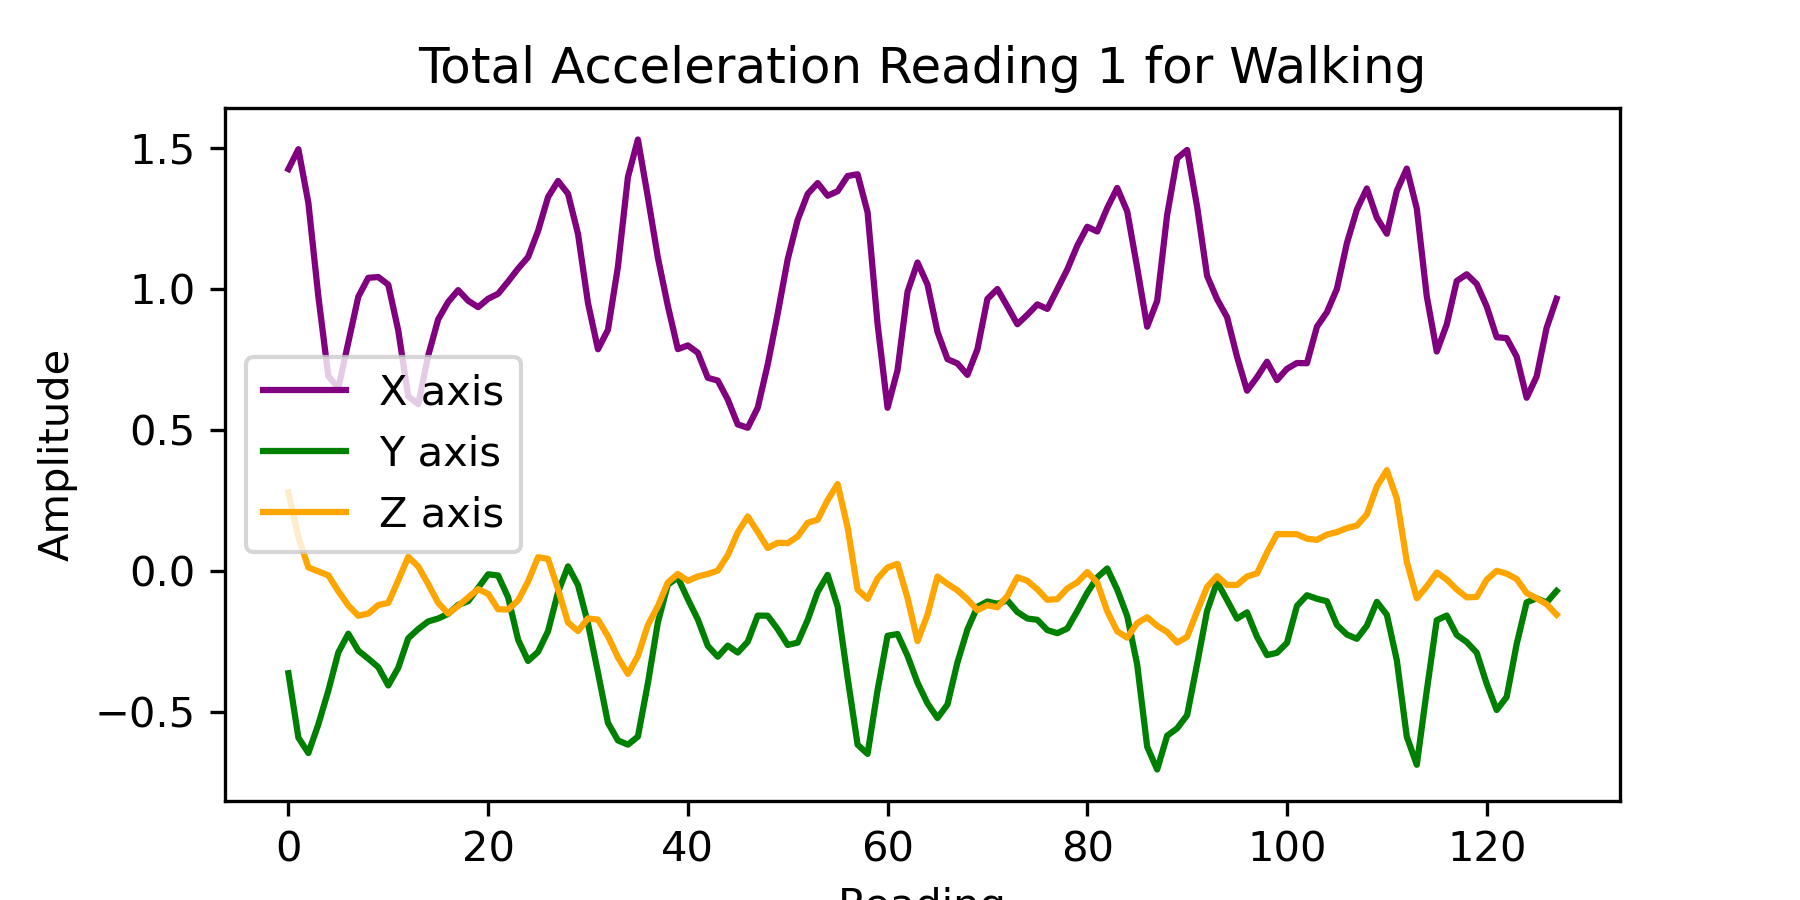 Total Acceleration Reading 1 for Walking
Amplitude
1.5
1.0
0.5
0.0
−0.5
X axis
Y axis
Z axis
0 20 40 60 80 100 120
Reading